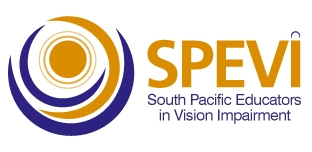 SPEVI
South Pacific Educators
in Vision Impairment